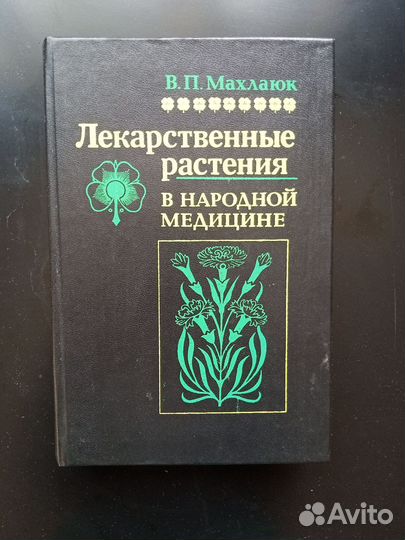 В. П. Махлаюк
Лекарственные
растения
в народной
медицине
Avito